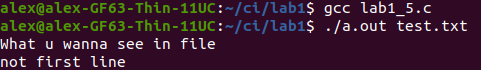 alex@alex-GF63-Thin-11UC:~/ci/lab1$ gcc lab1_5.c
alex@alex-GF63-Thin-11UC:~/ci/lab1$ ./a.out test.txt
What u wanna see in file
not first line